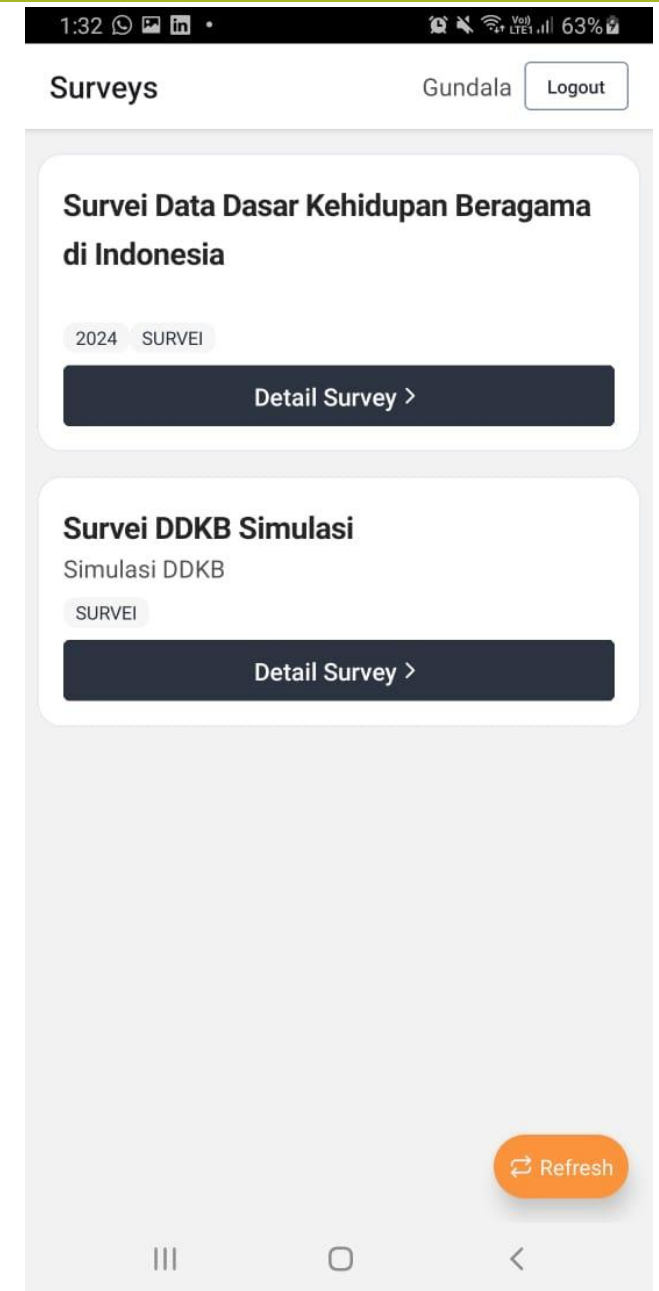 1:32
VoLTE1 63%
Surveys
Gundala Logout
Survei Data Dasar Kehidupan Beragama
di Indonesia
2024 SURVEI
Detail Survey >
Survei DDKB Simulasi
Simulasi DDKB
SURVEI
Detail Survey >
Refresh